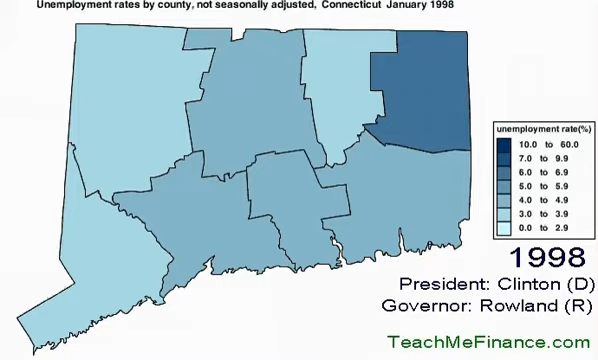 Unemployment rates by county, not seasonally adjusted, Connecticut January 1998
unemployment rate(%)
10.0 to 60.0
7.0 to 9.9
6.0 to 6.9
5.0 to 5.9
4.0 to 4.9
3.0 to 3.9
0.0 to 2.9
1998
President: Clinton (D)
Governor: Rowland (R)
TeachMeFinance.com